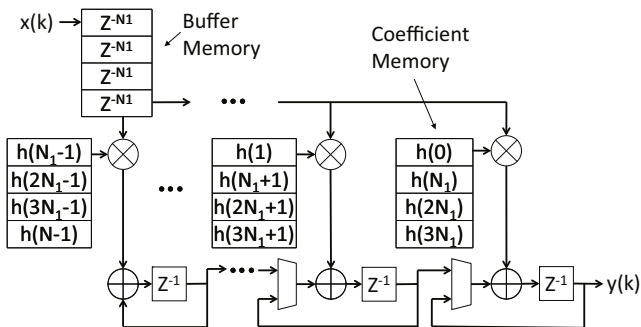 x(k)
Z⁻ᴺ¹
Z⁻ᴺ¹
Z⁻ᴺ¹
Z⁻ᴺ¹
Buffer
Memory
Coefficient
Memory
•••
h(N₁-1)
h(2N₁-1)
h(3N₁-1)
h(N-1)
•••
h(1)
h(N₁+1)
h(2N₁+1)
h(3N₁+1)
h(0)
h(N₁)
h(2N₁)
h(3N₁)
Z⁻¹
•••
Z⁻¹
Z⁻¹
y(k)